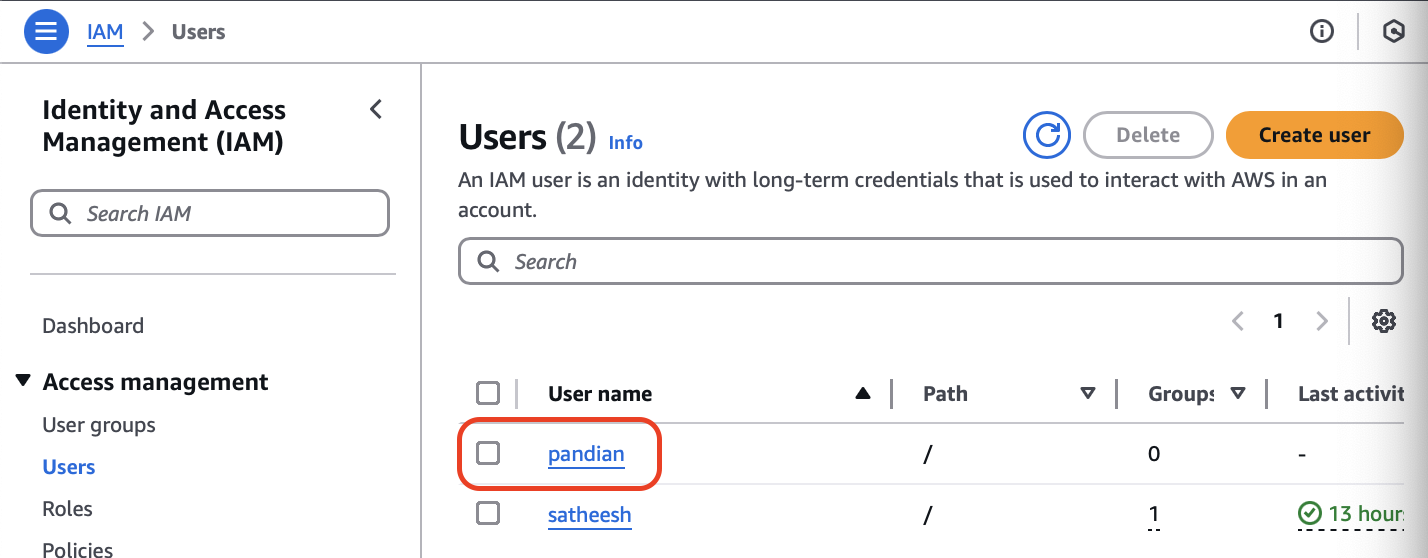 IAM > Users
Identity and Access
Management (IAM)
Search IAM
Dashboard
Access management
User groups
Users
Roles
Policies
Users (2) Info
Delete
Create user
An IAM user is an identity with long-term credentials that is used to interact with AWS in an
account.
Search
1
User name Path Groups Last activit
pandian / 0 -
satheesh / 1 13 hour